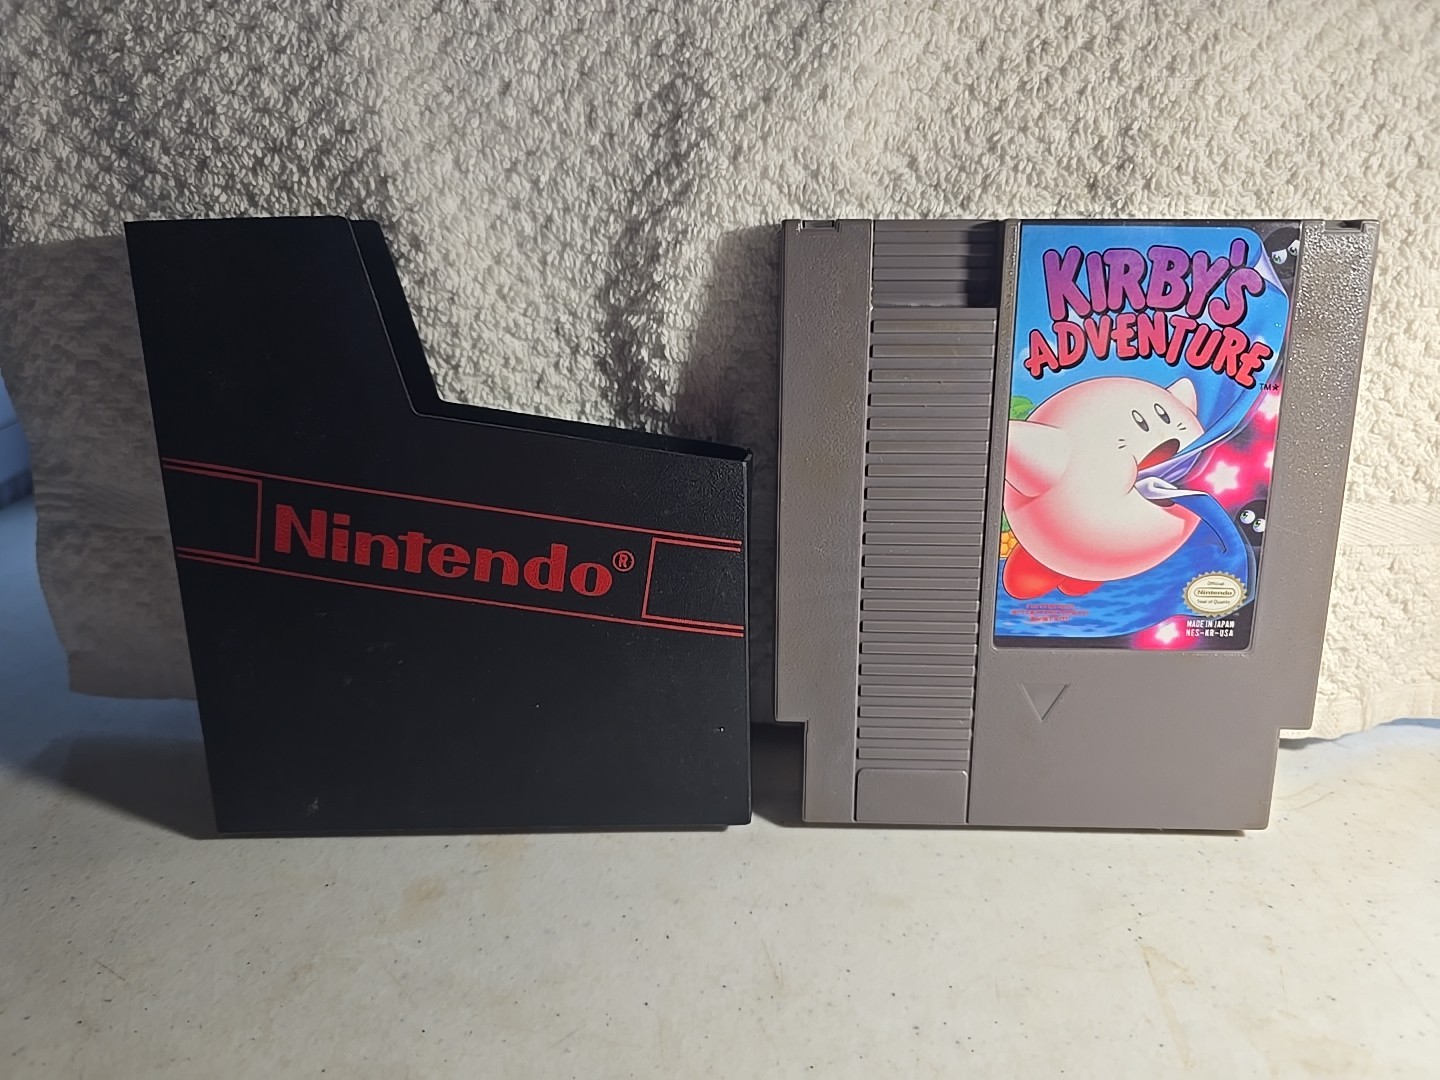 Nintendo®
KIRBY'S
ADVENTURE
TM*
Official
Nintendo
Seal of Quality
MADE IN JAPAN
NES-KR-USA